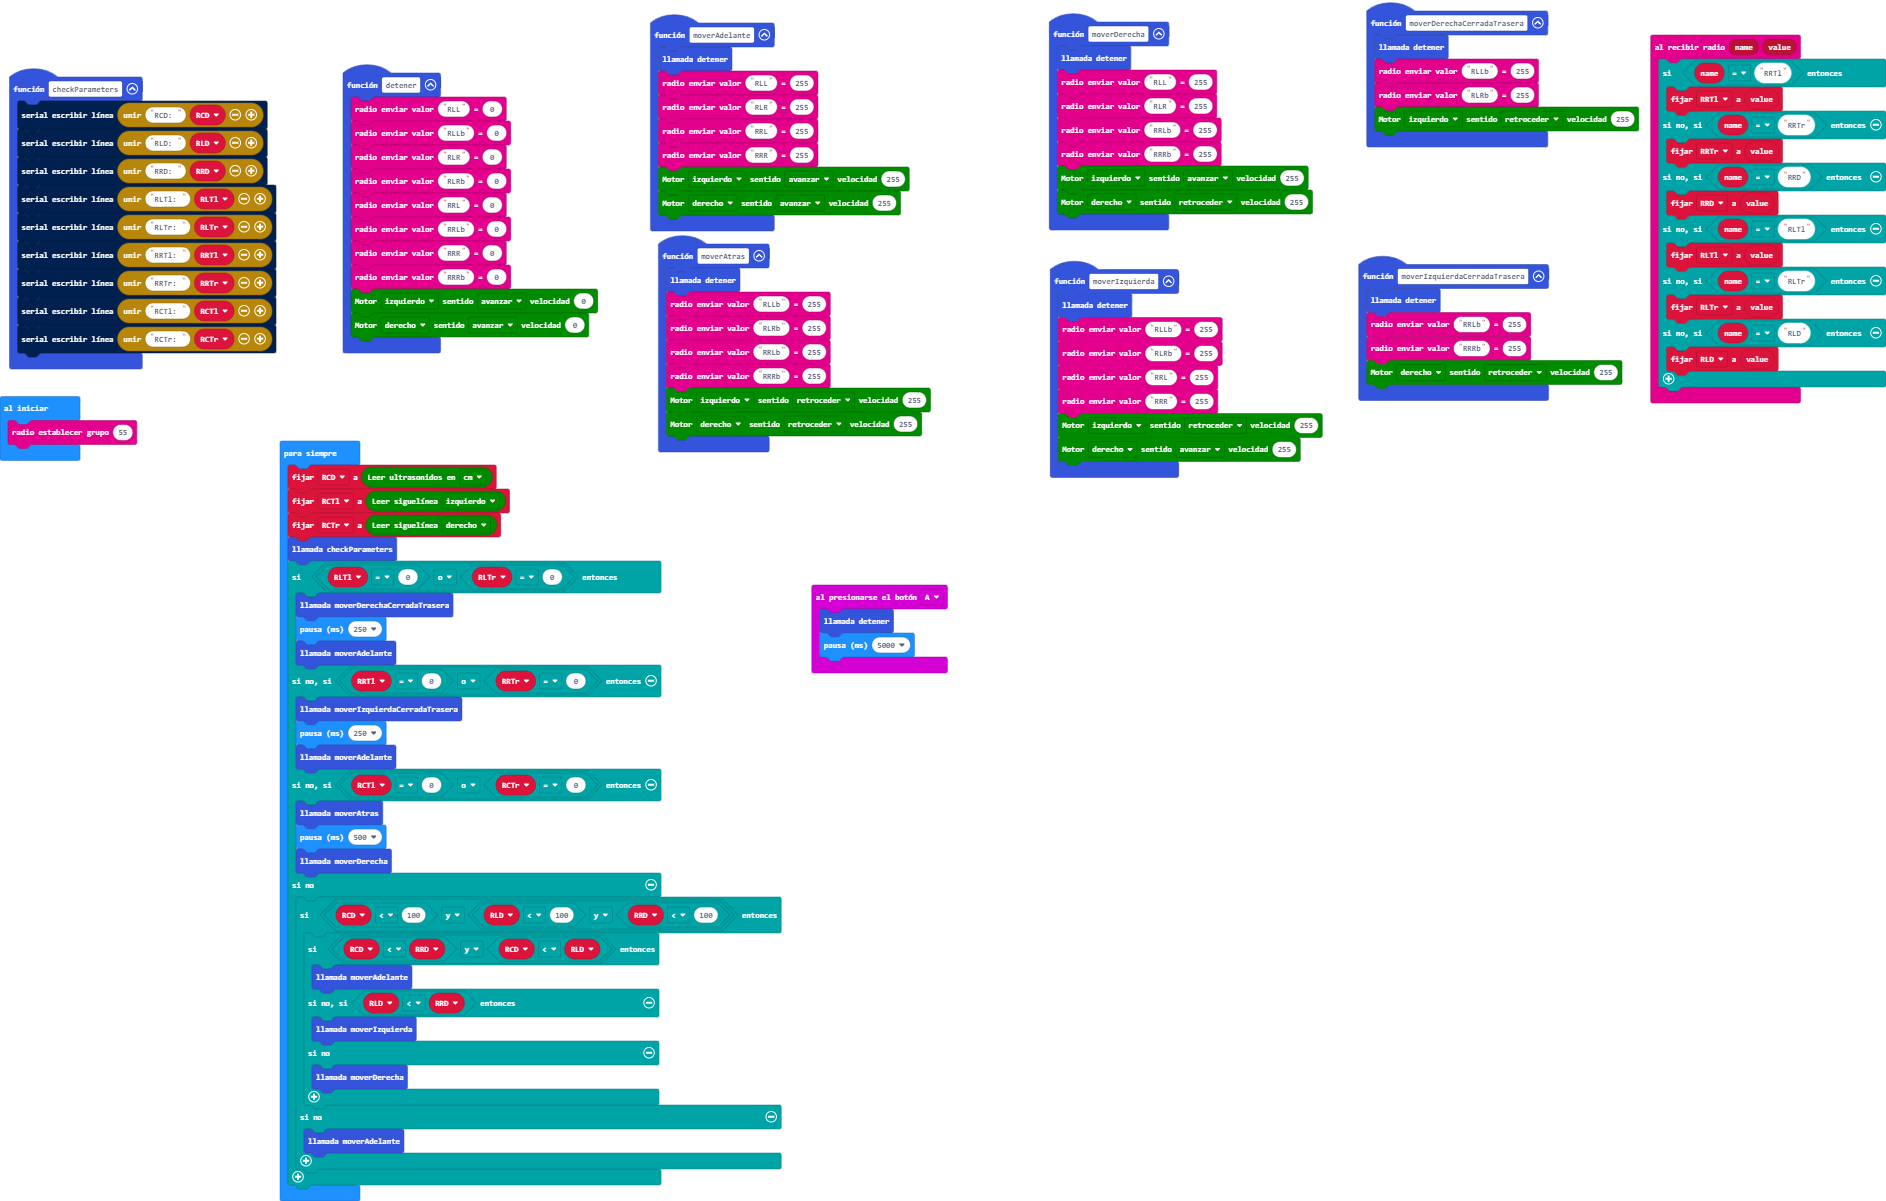 función checkParameters
serial escribir línea unir "RCD: " RCD
serial escribir línea unir "RLD: " RLD
serial escribir línea unir "RRD: " RRD
serial escribir línea unir "RLTl: " RLTl
serial escribir línea unir "RLTr: " RLTr
serial escribir línea unir "RRTl: " RRTl
serial escribir línea unir "RRTr: " RRTr
serial escribir línea unir "RCTl: " RCTl
serial escribir línea unir "RCTr: " RCTr
al iniciar
radio establecer grupo 55
función detener
radio enviar valor "RLL" = 0
radio enviar valor "RLLb" = 0
radio enviar valor "RLR" = 0
radio enviar valor "RLRb" = 0
radio enviar valor "RRL" = 0
radio enviar valor "RRLb" = 0
radio enviar valor "RRR" = 0
radio enviar valor "RRRb" = 0
Motor izquierdo sentido avanzar velocidad 0
Motor derecho sentido avanzar velocidad 0
función moverAdelante
llamada detener
radio enviar valor "RLL" = 255
radio enviar valor "RLR" = 255
radio enviar valor "RRL" = 255
radio enviar valor "RRR" = 255
Motor izquierdo sentido avanzar velocidad 255
Motor derecho sentido avanzar velocidad 255
función moverAtras
llamada detener
radio enviar valor "RLLb" = 255
radio enviar valor "RLRb" = 255
radio enviar valor "RRLb" = 255
radio enviar valor "RRRb" = 255
Motor izquierdo sentido retroceder velocidad 255
Motor derecho sentido retroceder velocidad 255
función moverDerecha
llamada detener
radio enviar valor "RLL" = 255
radio enviar valor "RLR" = 255
radio enviar valor "RRLb" = 255
radio enviar valor "RRRb" = 255
Motor izquierdo sentido avanzar velocidad 255
Motor derecho sentido retroceder velocidad 255
función moverIzquierda
llamada detener
radio enviar valor "RLLb" = 255
radio enviar valor "RLRb" = 255
radio enviar valor "RRL" = 255
radio enviar valor "RRR" = 255
Motor izquierdo sentido retroceder velocidad 255
Motor derecho sentido avanzar velocidad 255
función moverDerechaCerradaTrasera
llamada detener
radio enviar valor "RLLb" = 255
radio enviar valor "RLRb" = 255
Motor izquierdo sentido retroceder velocidad 255
función moverIzquierdaCerradaTrasera
llamada detener
radio enviar valor "RRLb" = 255
radio enviar valor "RRRb" = 255
Motor derecho sentido retroceder velocidad 255
al recibir radio name value
si name = "RRTl" entonces
fijar RRTl a value
si no, si name = "RRTr" entonces
fijar RRTr a value
si no, si name = "RRD" entonces
fijar RRD a value
si no, si name = "RLTl" entonces
fijar RLTl a value
si no, si name = "RLTr" entonces
fijar RLTr a value
si no, si name = "RLD" entonces
fijar RLD a value
para siempre
fijar RCD a Leer ultrasonidos en cm
fijar RCTl a Leer siguelínea izquierdo
fijar RCTr a Leer siguelínea derecho
llamada checkParameters
si RLTl = 0 o RLTr = 0 entonces
llamada moverDerechaCerradaTrasera
pausa (ms) 250
llamada moverAdelante
si no, si RRTl = 0 o RRTr = 0 entonces
llamada moverIzquierdaCerradaTrasera
pausa (ms) 250
llamada moverAdelante
si no, si RCTl = 0 o RCTr = 0 entonces
llamada moverAtras
pausa (ms) 500
llamada moverDerecha
si no
si RCD < 100 y RLD < 100 y RRD < 100 entonces
si RCD < RRD y RCD < RLD entonces
llamada moverAdelante
si no, si RLD < RRD entonces
llamada moverIzquierda
si no
llamada moverDerecha
si no
llamada moverAdelante
al presionarse el botón A
llamada detener
pausa (ms) 5000